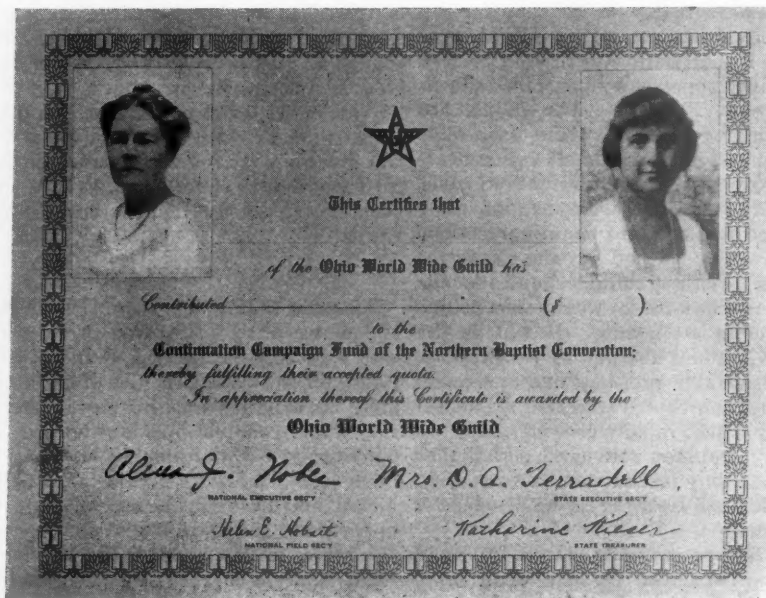 This Certifies that
of the Ohio World Wide Guild has
Contributed ($ )
to the
Continuation Campaign Fund of the Northern Baptist Convention;
thereby fulfilling their accepted quota.
In appreciation thereof this Certificate is awarded by the
Ohio World Wide Guild
Alma J. Noble Mrs. D. A. Terradell.
NATIONAL EXECUTIVE SEC'Y STATE EXECUTIVE SEC'Y
Helen E. Hobart Katharine Kieser
NATIONAL FIELD SEC'Y STATE TREASURER